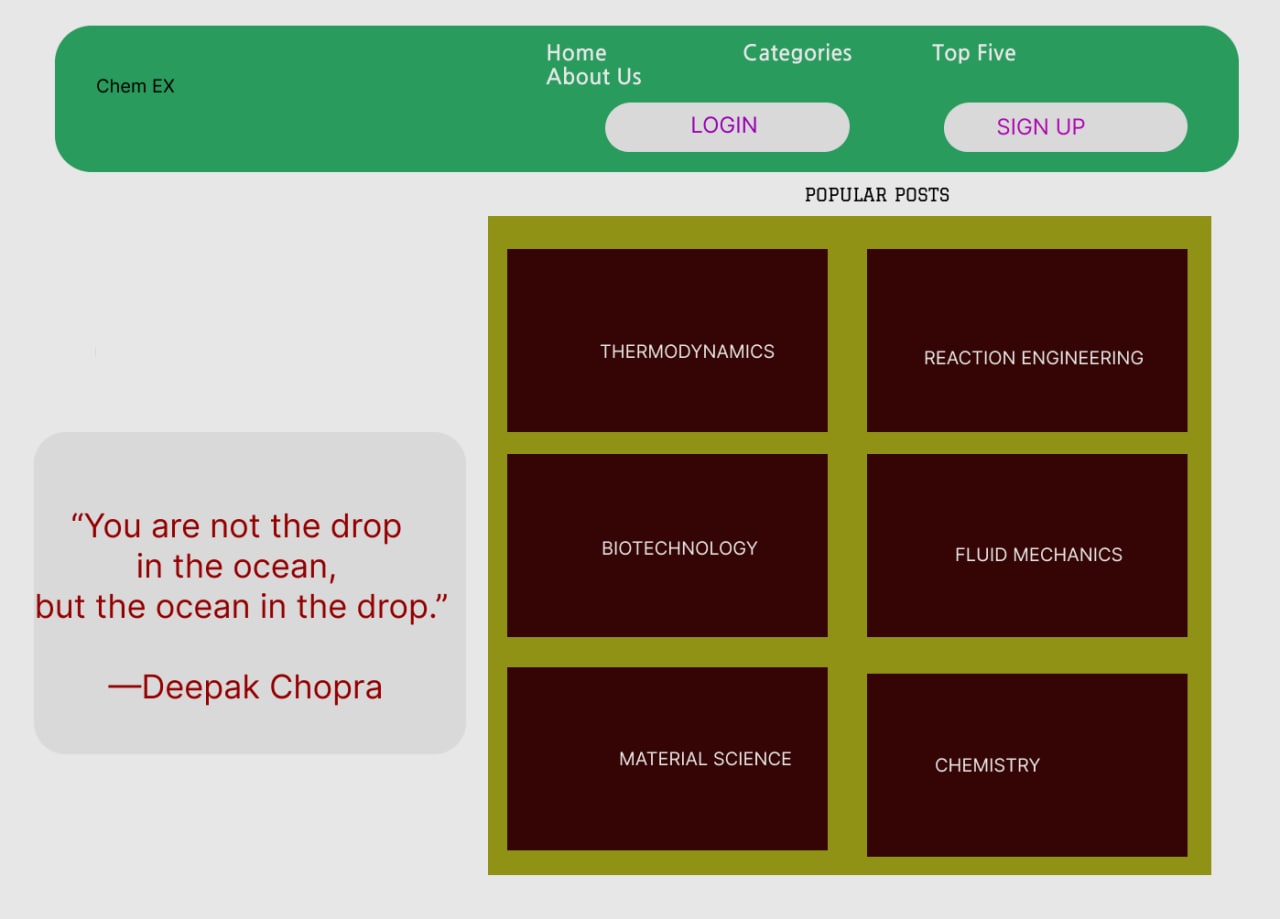 Home Categories Top Five
About Us
Chem EX
LOGIN SIGN UP
POPULAR POSTS
THERMODYNAMICS REACTION ENGINEERING
BIOTECHNOLOGY FLUID MECHANICS
MATERIAL SCIENCE CHEMISTRY
“You are not the drop
in the ocean,
but the ocean in the drop.”
—Deepak Chopra